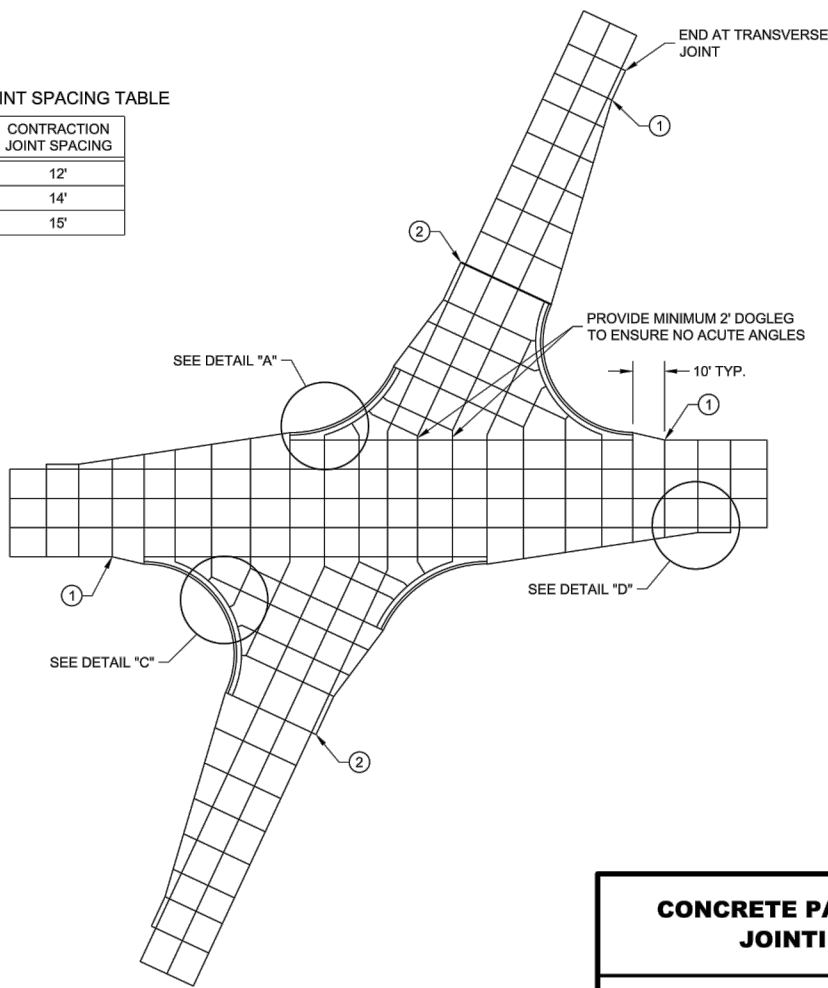 END AT TRANSVERSE
JOINT
INT SPACING TABLE
CONTRACTION
JOINT SPACING
12'
14'
15'
1
2
PROVIDE MINIMUM 2' DOGLEG
TO ENSURE NO ACUTE ANGLES
SEE DETAIL "A"
10' TYP.
1
SEE DETAIL "D"
1
SEE DETAIL "C"
2
CONCRETE PA
JOINTI